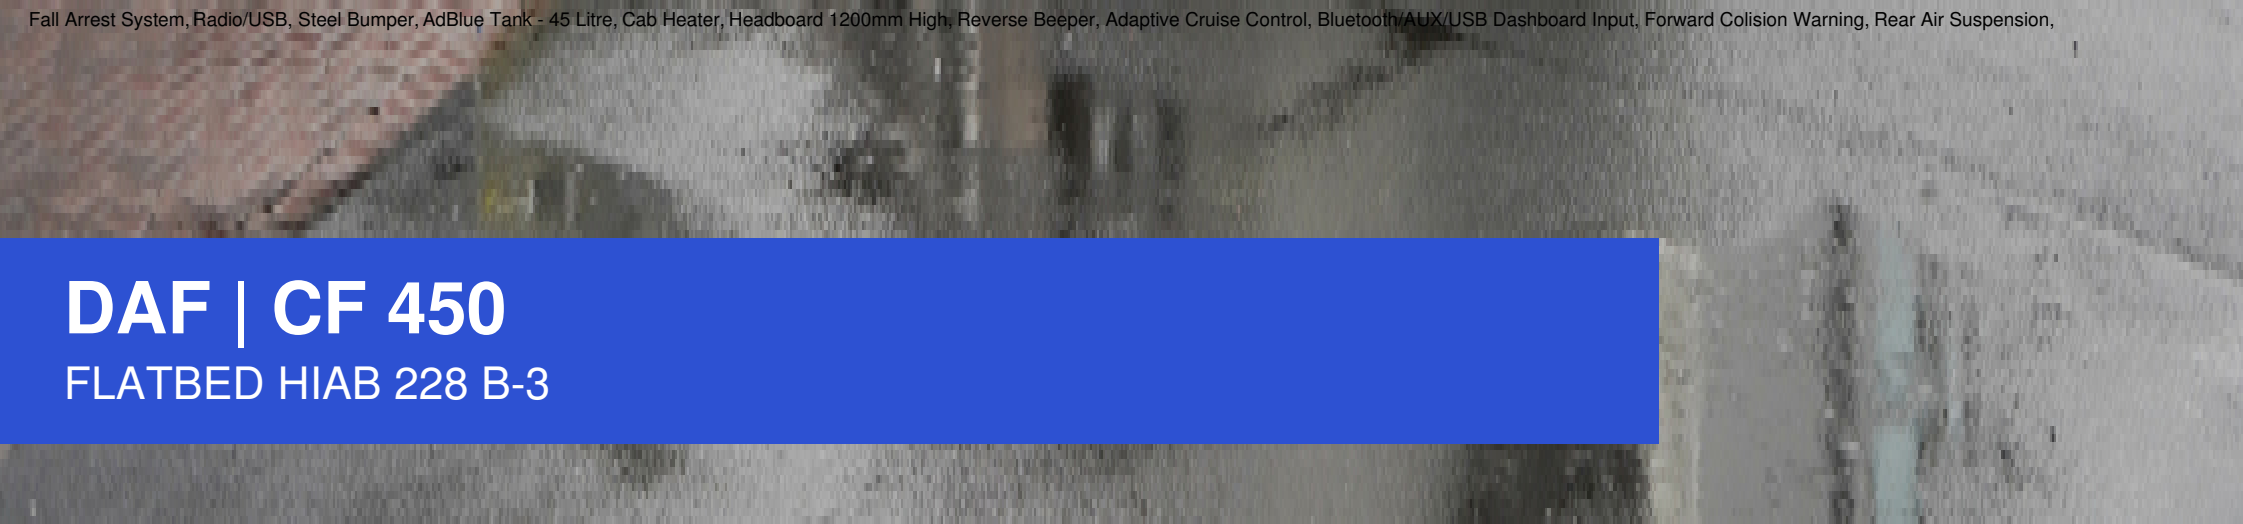 Fall Arrest System, Radio/USB, Steel Bumper, AdBlue Tank - 45 Litre, Cab Heater, Headboard 1200mm High, Reverse Beeper, Adaptive Cruise Control, Bluetooth/AUX/USB Dashboard Input, Forward Colision Warning, Rear Air Suspension,
DAF | CF 450
FLATBED HIAB 228 B-3